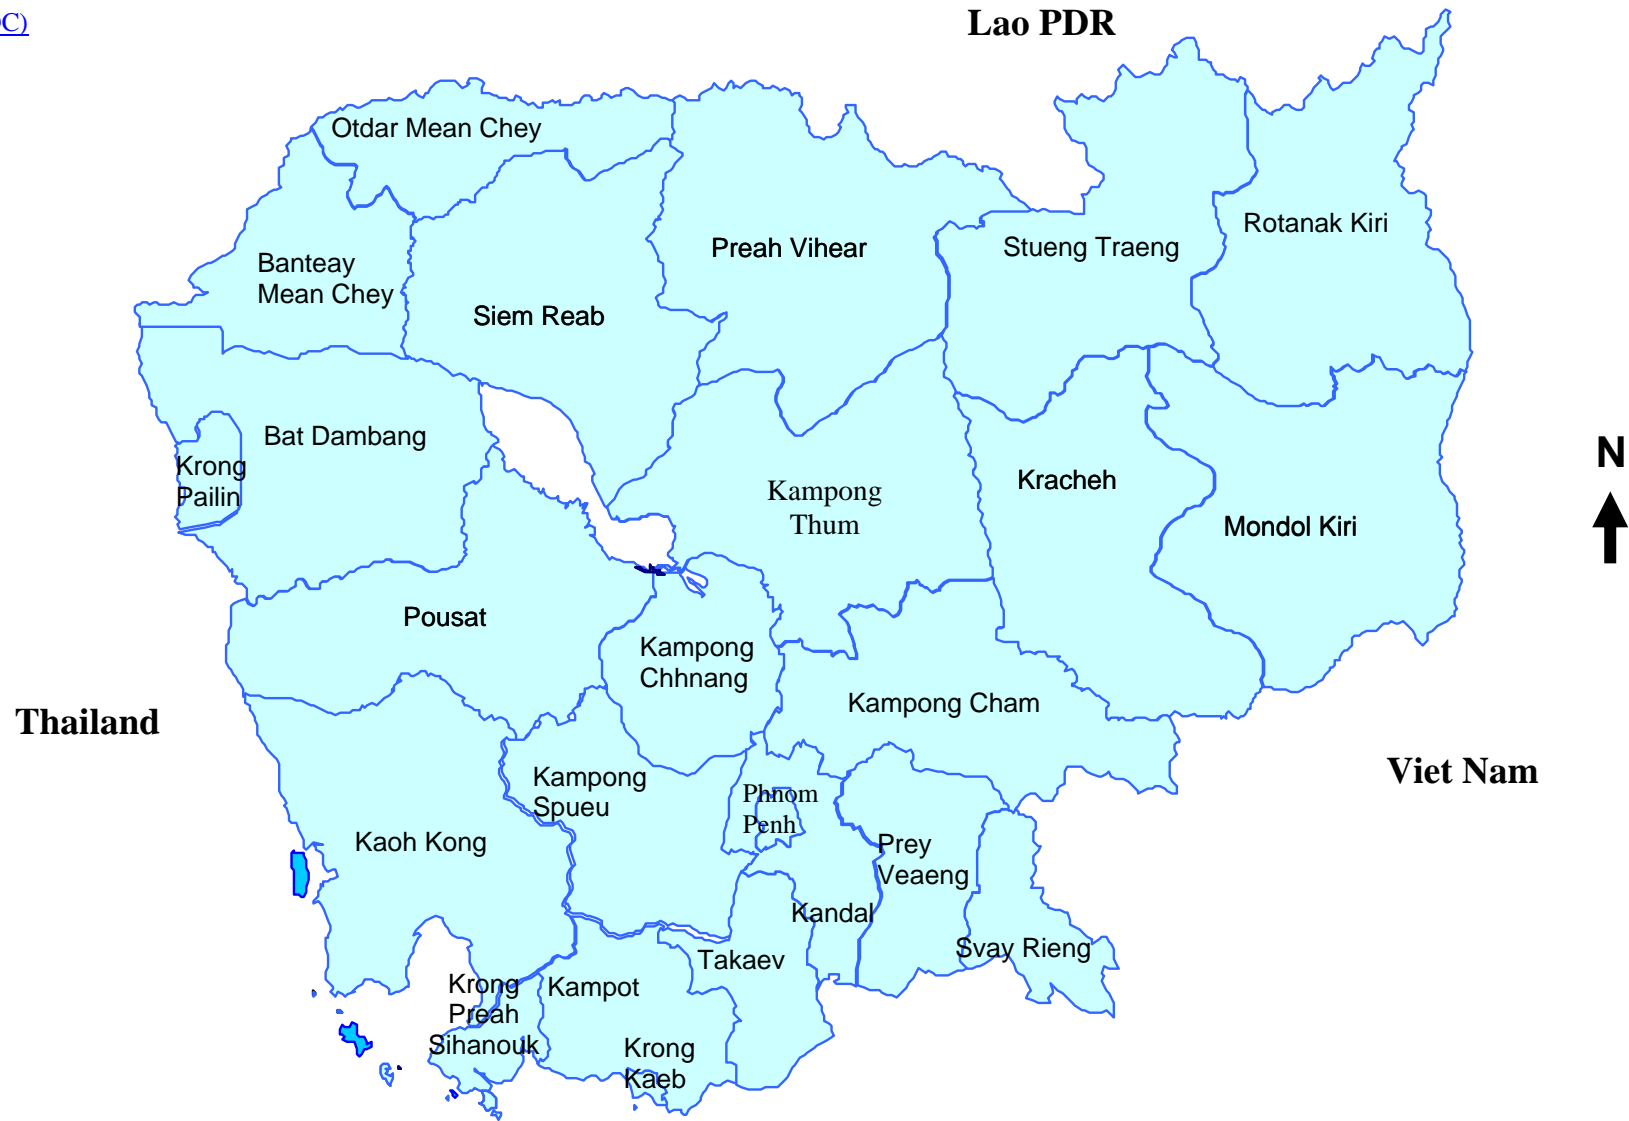 C)
Lao PDR
Otdar Mean Chey
Rotanak Kiri
Preah Vihear
Stueng Traeng
Banteay
Mean Chey
Siem Reab
Bat Dambang
N
Krong
Pailin
Kracheh
Kampong
Thum
Mondol Kiri
Pousat
Kampong
Chhnang
Kampong Cham
Thailand
Viet Nam
Kampong
Spueu
Phnom
Penh
Kaoh Kong
Prey
Veaeng
Kandal
Svay Rieng
Takaev
Krong
Preah
Sihanouk
Kampot
Krong
Kaeb